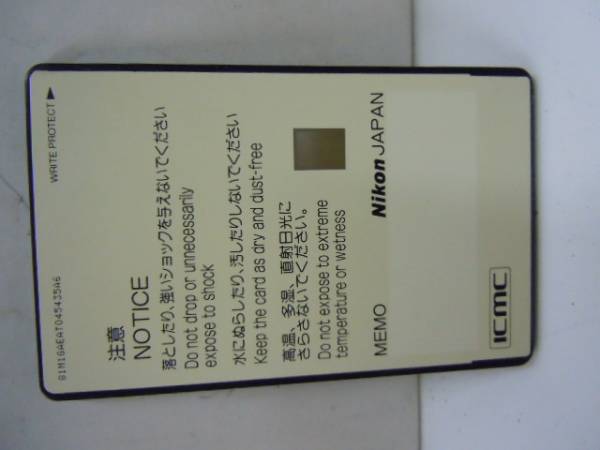 注意
NOTICE
落としたり、強いショックを与えないでください
Do not drop or unnecessarily
expose to shock
水にぬらしたり、汚したりしないでください
Keep the card as dry and dust-free
高温、多湿、直射日光に
さらさないでください。
Do not expose to extreme
temperature or wetness
MEMO
Nikon JAPAN
ICMC
WRITE PROTECT ▶